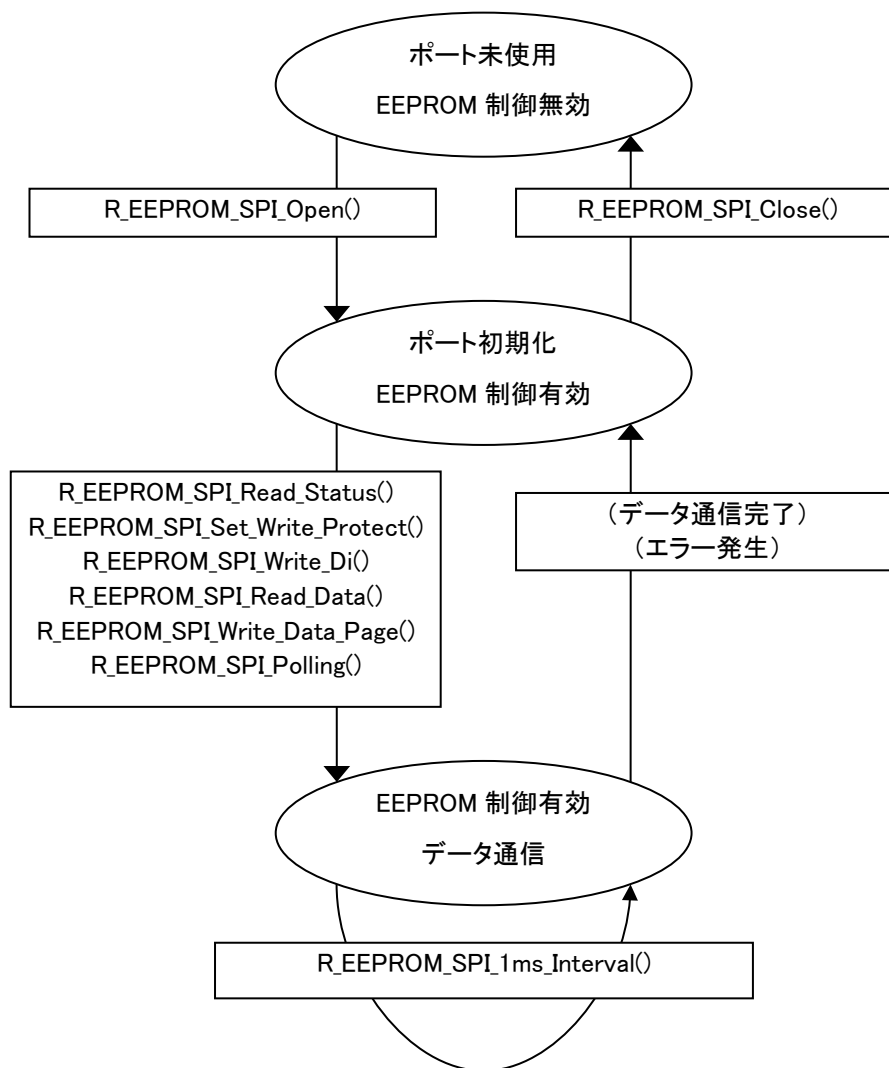 ポート未使用
EEPROM 制御無効
R_EEPROM_SPI_Open()
R_EEPROM_SPI_Close()
ポート初期化
EEPROM 制御有効
R_EEPROM_SPI_Read_Status()
R_EEPROM_SPI_Set_Write_Protect()
R_EEPROM_SPI_Write_Di()
R_EEPROM_SPI_Read_Data()
R_EEPROM_SPI_Write_Data_Page()
R_EEPROM_SPI_Polling()
(データ通信完了)
(エラー発生)
EEPROM 制御有効
データ通信
R_EEPROM_SPI_1ms_Interval()